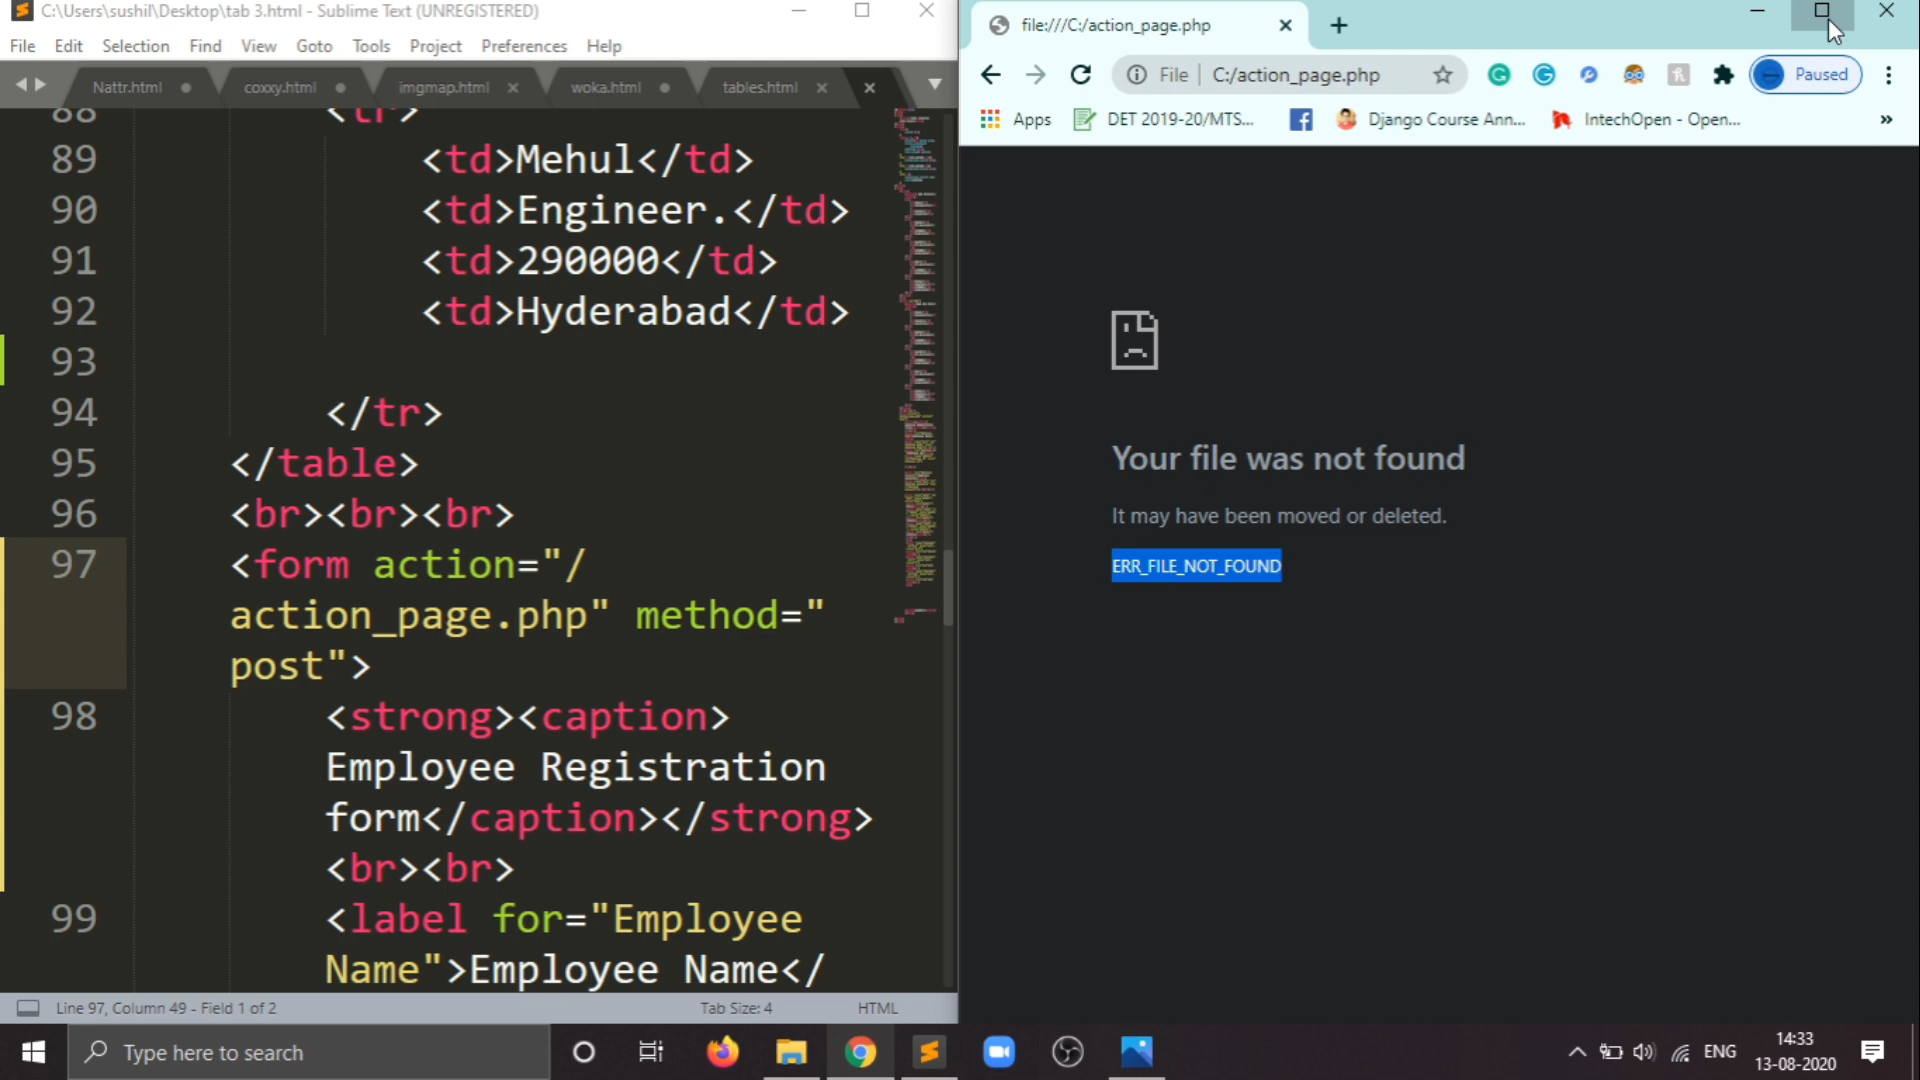 C:\Users\sushil\Desktop\tab 3.html - Sublime Text (UNREGISTERED)
File Edit Selection Find View Goto Tools Project Preferences Help
Nattr.html coxxy.html imgmap.html woka.html tables.html
88 <tr>
89 <td>Mehul</td>
90 <td>Engineer.</td>
91 <td>290000</td>
92 <td>Hyderabad</td>
93
94 </tr>
95 </table>
96 <br><br><br>
97 <form action="/
action_page.php" method="
post">
98 <strong><caption>
Employee Registration
form</caption></strong>
<br><br>
99 <label for="Employee
Name">Employee Name</
Line 97, Column 49 - Field 1 of 2 Tab Size: 4 HTML
file:///C:/action_page.php
File | C:/action_page.php Paused
Apps DET 2019-20/MTS... Django Course Ann... IntechOpen - Open... »
Your file was not found
It may have been moved or deleted.
ERR_FILE_NOT_FOUND
Type here to search
ENG
14:33
13-08-2020